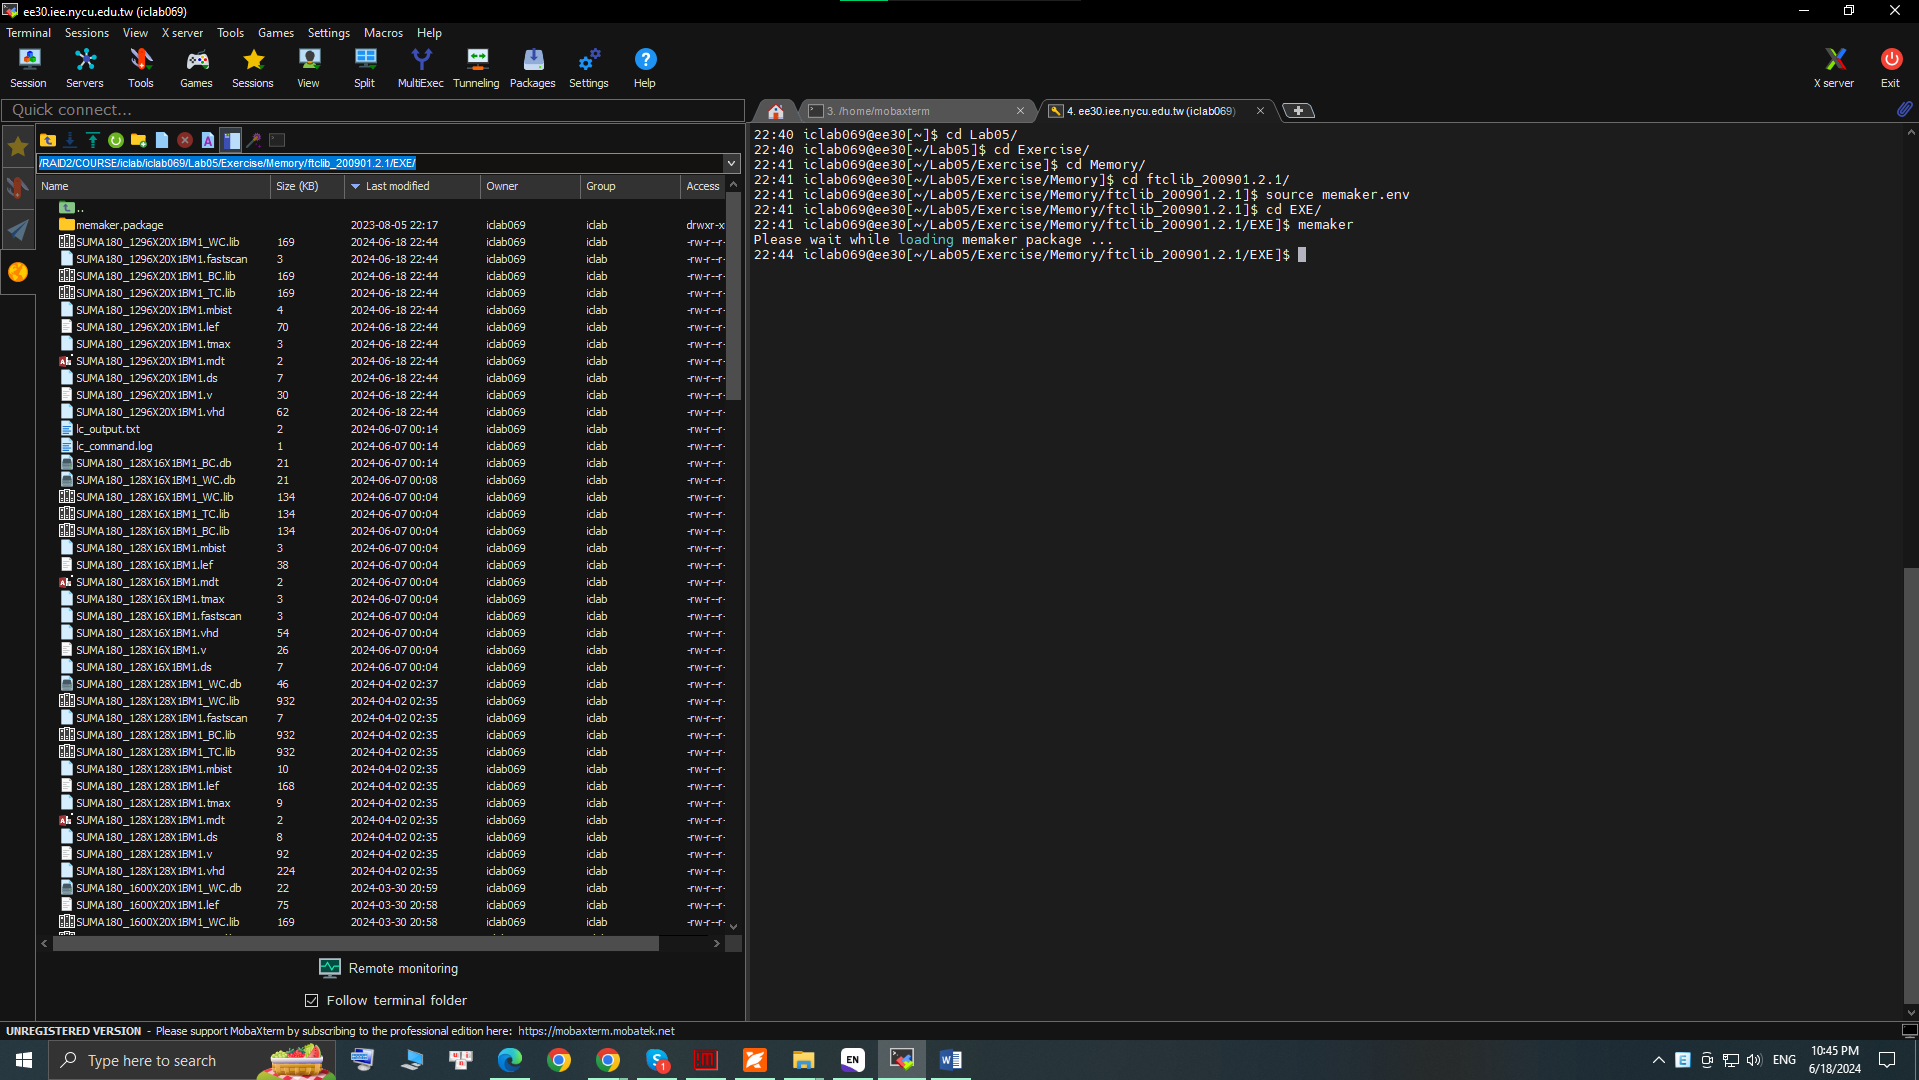 ee30.iee.nycu.edu.tw (iclab069)
Terminal Sessions View X server Tools Games Settings Macros Help
Session Servers Tools Games Sessions View Split MultiExec Tunneling Packages Settings Help X server Exit
Quick connect...
3. /home/mobaxterm
4. ee30.iee.nycu.edu.tw (iclab069)
/RAID2/COURSE/iclab/iclab069/Lab05/Exercise/Memory/ftclib_200901.2.1/EXE/
Name Size (KB) Last modified Owner Group Access
..
memaker.package 2023-08-05 22:17 iclab069 iclab drwxr-x
SUMA180_1296X20X1BM1_WC.lib 169 2024-06-18 22:44 iclab069 iclab -rw-r--r-
SUMA180_1296X20X1BM1.fastscan 3 2024-06-18 22:44 iclab069 iclab -rw-r--r-
SUMA180_1296X20X1BM1_BC.lib 169 2024-06-18 22:44 iclab069 iclab -rw-r--r-
SUMA180_1296X20X1BM1_TC.lib 169 2024-06-18 22:44 iclab069 iclab -rw-r--r-
SUMA180_1296X20X1BM1.mbist 4 2024-06-18 22:44 iclab069 iclab -rw-r--r-
SUMA180_1296X20X1BM1.lef 70 2024-06-18 22:44 iclab069 iclab -rw-r--r-
SUMA180_1296X20X1BM1.tmax 3 2024-06-18 22:44 iclab069 iclab -rw-r--r-
SUMA180_1296X20X1BM1.mdt 2 2024-06-18 22:44 iclab069 iclab -rw-r--r-
SUMA180_1296X20X1BM1.ds 7 2024-06-18 22:44 iclab069 iclab -rw-r--r-
SUMA180_1296X20X1BM1.v 30 2024-06-18 22:44 iclab069 iclab -rw-r--r-
SUMA180_1296X20X1BM1.vhd 62 2024-06-18 22:44 iclab069 iclab -rw-r--r-
lc_output.txt 2 2024-06-07 00:14 iclab069 iclab -rw-r--r-
lc_command.log 1 2024-06-07 00:14 iclab069 iclab -rw-r--r-
SUMA180_128X16X1BM1_BC.db 21 2024-06-07 00:14 iclab069 iclab -rw-r--r-
SUMA180_128X16X1BM1_WC.db 21 2024-06-07 00:08 iclab069 iclab -rw-r--r-
SUMA180_128X16X1BM1_WC.lib 134 2024-06-07 00:04 iclab069 iclab -rw-r--r-
SUMA180_128X16X1BM1_TC.lib 134 2024-06-07 00:04 iclab069 iclab -rw-r--r-
SUMA180_128X16X1BM1_BC.lib 134 2024-06-07 00:04 iclab069 iclab -rw-r--r-
SUMA180_128X16X1BM1.mbist 3 2024-06-07 00:04 iclab069 iclab -rw-r--r-
SUMA180_128X16X1BM1.lef 38 2024-06-07 00:04 iclab069 iclab -rw-r--r-
SUMA180_128X16X1BM1.mdt 2 2024-06-07 00:04 iclab069 iclab -rw-r--r-
SUMA180_128X16X1BM1.tmax 3 2024-06-07 00:04 iclab069 iclab -rw-r--r-
SUMA180_128X16X1BM1.fastscan 3 2024-06-07 00:04 iclab069 iclab -rw-r--r-
SUMA180_128X16X1BM1.vhd 54 2024-06-07 00:04 iclab069 iclab -rw-r--r-
SUMA180_128X16X1BM1.v 26 2024-06-07 00:04 iclab069 iclab -rw-r--r-
SUMA180_128X16X1BM1.ds 7 2024-06-07 00:04 iclab069 iclab -rw-r--r-
SUMA180_128X128X1BM1_WC.db 46 2024-04-02 02:37 iclab069 iclab -rw-r--r-
SUMA180_128X128X1BM1_WC.lib 932 2024-04-02 02:35 iclab069 iclab -rw-r--r-
SUMA180_128X128X1BM1.fastscan 7 2024-04-02 02:35 iclab069 iclab -rw-r--r-
SUMA180_128X128X1BM1_BC.lib 932 2024-04-02 02:35 iclab069 iclab -rw-r--r-
SUMA180_128X128X1BM1_TC.lib 932 2024-04-02 02:35 iclab069 iclab -rw-r--r-
SUMA180_128X128X1BM1.mbist 10 2024-04-02 02:35 iclab069 iclab -rw-r--r-
SUMA180_128X128X1BM1.lef 168 2024-04-02 02:35 iclab069 iclab -rw-r--r-
SUMA180_128X128X1BM1.tmax 9 2024-04-02 02:35 iclab069 iclab -rw-r--r-
SUMA180_128X128X1BM1.mdt 2 2024-04-02 02:35 iclab069 iclab -rw-r--r-
SUMA180_128X128X1BM1.ds 8 2024-04-02 02:35 iclab069 iclab -rw-r--r-
SUMA180_128X128X1BM1.v 92 2024-04-02 02:35 iclab069 iclab -rw-r--r-
SUMA180_128X128X1BM1.vhd 224 2024-04-02 02:35 iclab069 iclab -rw-r--r-
SUMA180_1600X20X1BM1_WC.db 22 2024-03-30 20:59 iclab069 iclab -rw-r--r-
SUMA180_1600X20X1BM1.lef 75 2024-03-30 20:58 iclab069 iclab -rw-r--r-
SUMA180_1600X20X1BM1_WC.lib 169 2024-03-30 20:58 iclab069 iclab -rw-r--r-
Remote monitoring
Follow terminal folder
22:40 iclab069@ee30[~]$ cd Lab05/
22:40 iclab069@ee30[~/Lab05]$ cd Exercise/
22:41 iclab069@ee30[~/Lab05/Exercise]$ cd Memory/
22:41 iclab069@ee30[~/Lab05/Exercise/Memory]$ cd ftclib_200901.2.1/
22:41 iclab069@ee30[~/Lab05/Exercise/Memory/ftclib_200901.2.1]$ source memaker.env
22:41 iclab069@ee30[~/Lab05/Exercise/Memory/ftclib_200901.2.1]$ cd EXE/
22:41 iclab069@ee30[~/Lab05/Exercise/Memory/ftclib_200901.2.1/EXE]$ memaker
Please wait while loading memaker package ...
22:44 iclab069@ee30[~/Lab05/Exercise/Memory/ftclib_200901.2.1/EXE]$
UNREGISTERED VERSION - Please support MobaXterm by subscribing to the professional edition here: https://mobaxterm.mobatek.net
Type here to search
EN
ENG
10:45 PM
6/18/2024